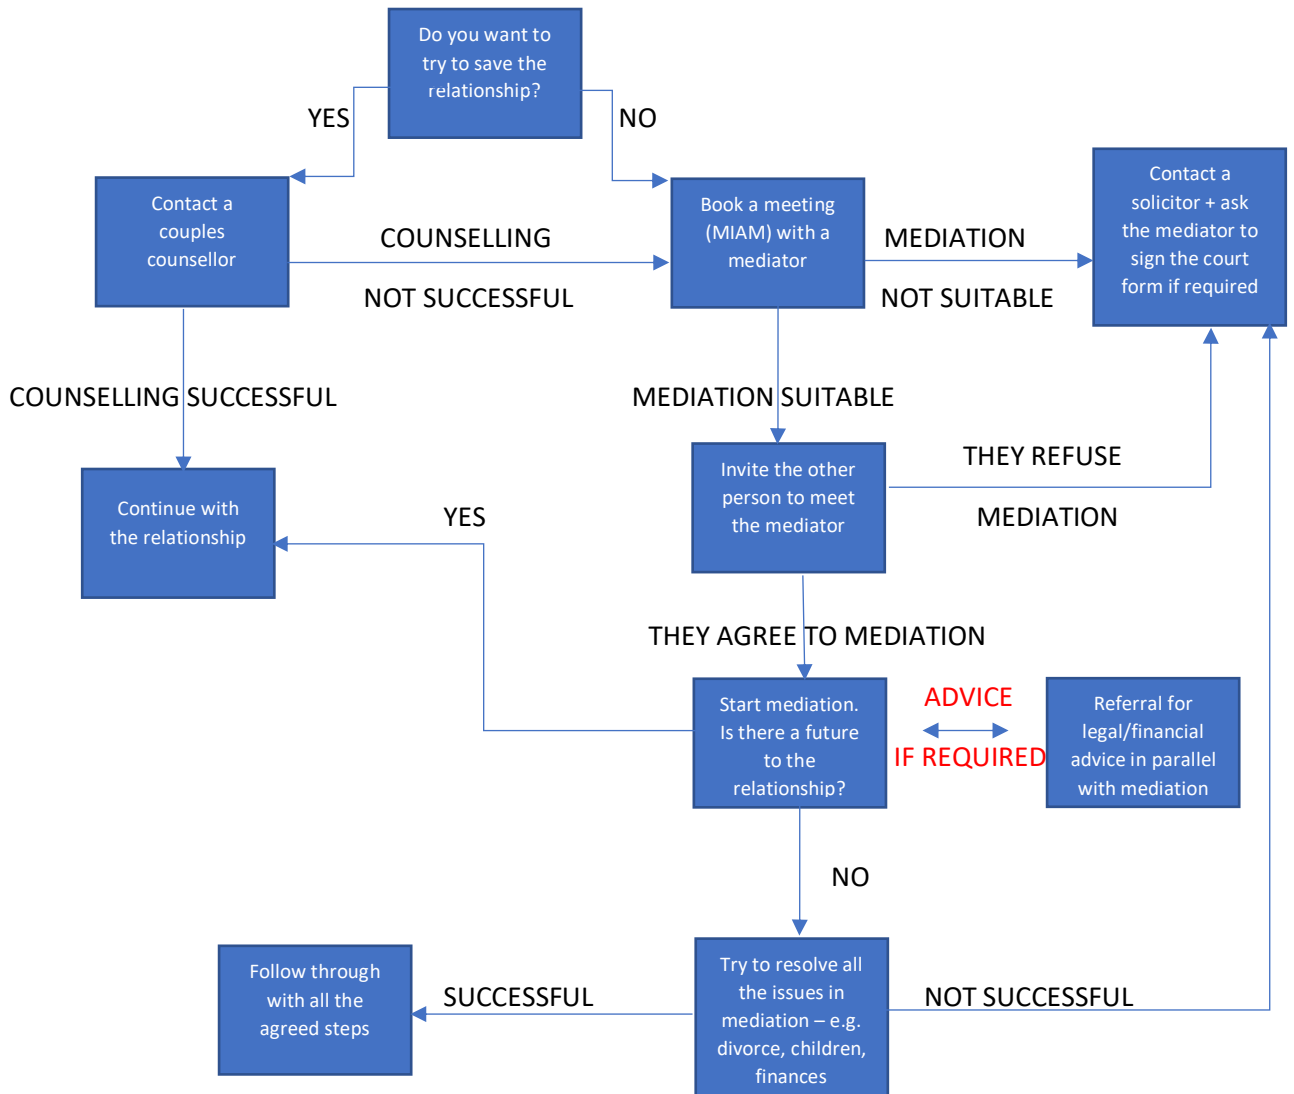 Do you want to
try to save the
relationship?
YES
NO
Contact a
couples
counsellor
COUNSELLING
NOT SUCCESSFUL
Book a meeting
(MIAM) with a
mediator
MEDIATION
NOT SUITABLE
Contact a
solicitor + ask
the mediator to
sign the court
form if required
COUNSELLING SUCCESSFUL
MEDIATION SUITABLE
Continue with
the relationship
YES
Invite the other
person to meet
the mediator
THEY REFUSE
MEDIATION
THEY AGREE TO MEDIATION
Start mediation.
Is there a future
to the
relationship?
ADVICE
IF REQUIRED
Referral for
legal/financial
advice in parallel
with mediation
NO
Follow through
with all the
agreed steps
SUCCESSFUL
Try to resolve all
the issues in
mediation – e.g.
divorce, children,
finances
NOT SUCCESSFUL